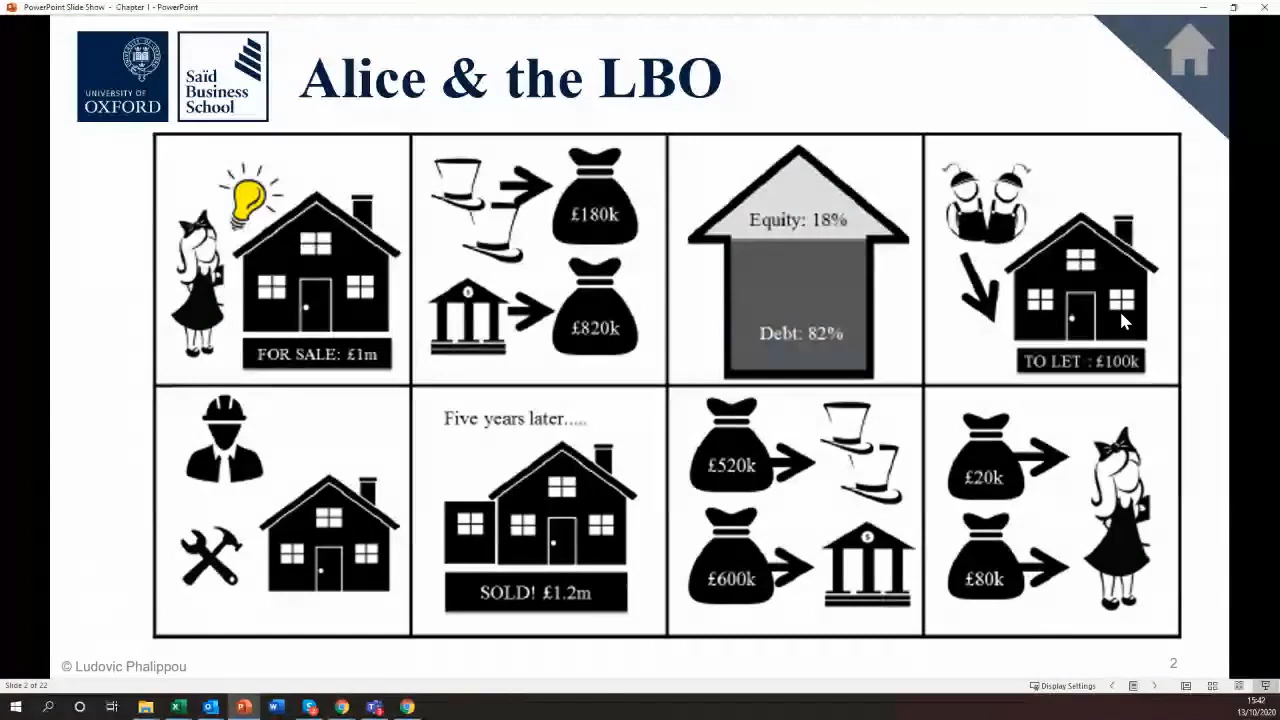 PowerPoint Slide Show - Chapter 1 - PowerPoint
UNIVERSITY OF
OXFORD
Saïd
Business
School
Alice & the LBO
FOR SALE: £1m
£180k
£820k
Equity: 18%
Debt: 82%
TO LET : £100k
Five years later.....
SOLD! £1.2m
£520k
£600k
£20k
£80k
© Ludovic Phalippou
2
Slide 2 of 22
Display Settings
15:42
13/10/2020